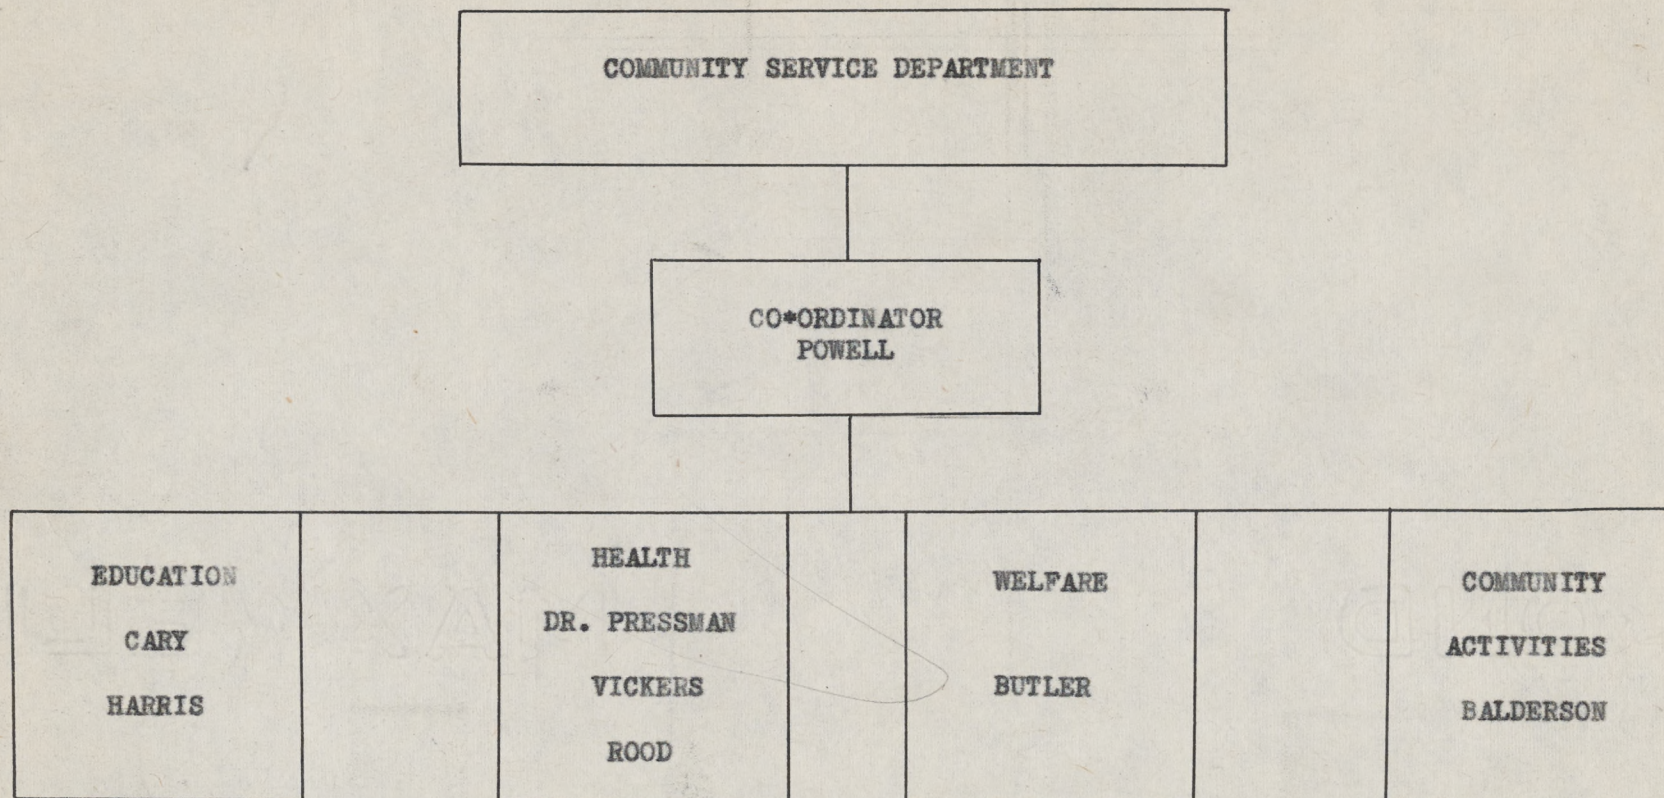 COMMUNITY SERVICE DEPARTMENT
CO*ORDINATOR
POWELL
EDUCATION
CARY
HARRIS
HEALTH
DR. PRESSMAN
VICKERS
ROOD
WELFARE
BUTLER
COMMUNITY
ACTIVITIES
BALDERSON